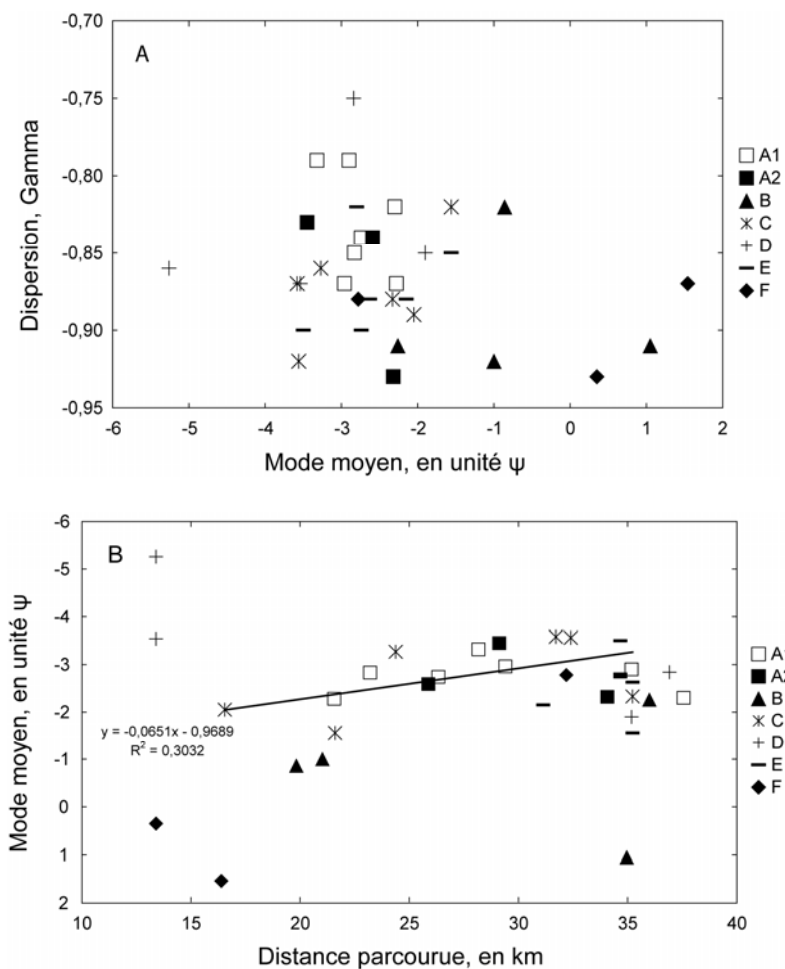 A
Dispersion, Gamma
-0,70
-0,75
-0,80
-0,85
-0,90
-0,95
-6 -5 -4 -3 -2 -1 0 1 2
Mode moyen, en unité ψ
A1
A2
B
C
D
E
F
B
Mode moyen, en unité ψ
-6
-5
-4
-3
-2
-1
0
1
2
y = -0,0651x - 0,9689
R² = 0,3032
10 15 20 25 30 35 40
Distance parcourue, en km
A1
A2
B
C
D
E
F